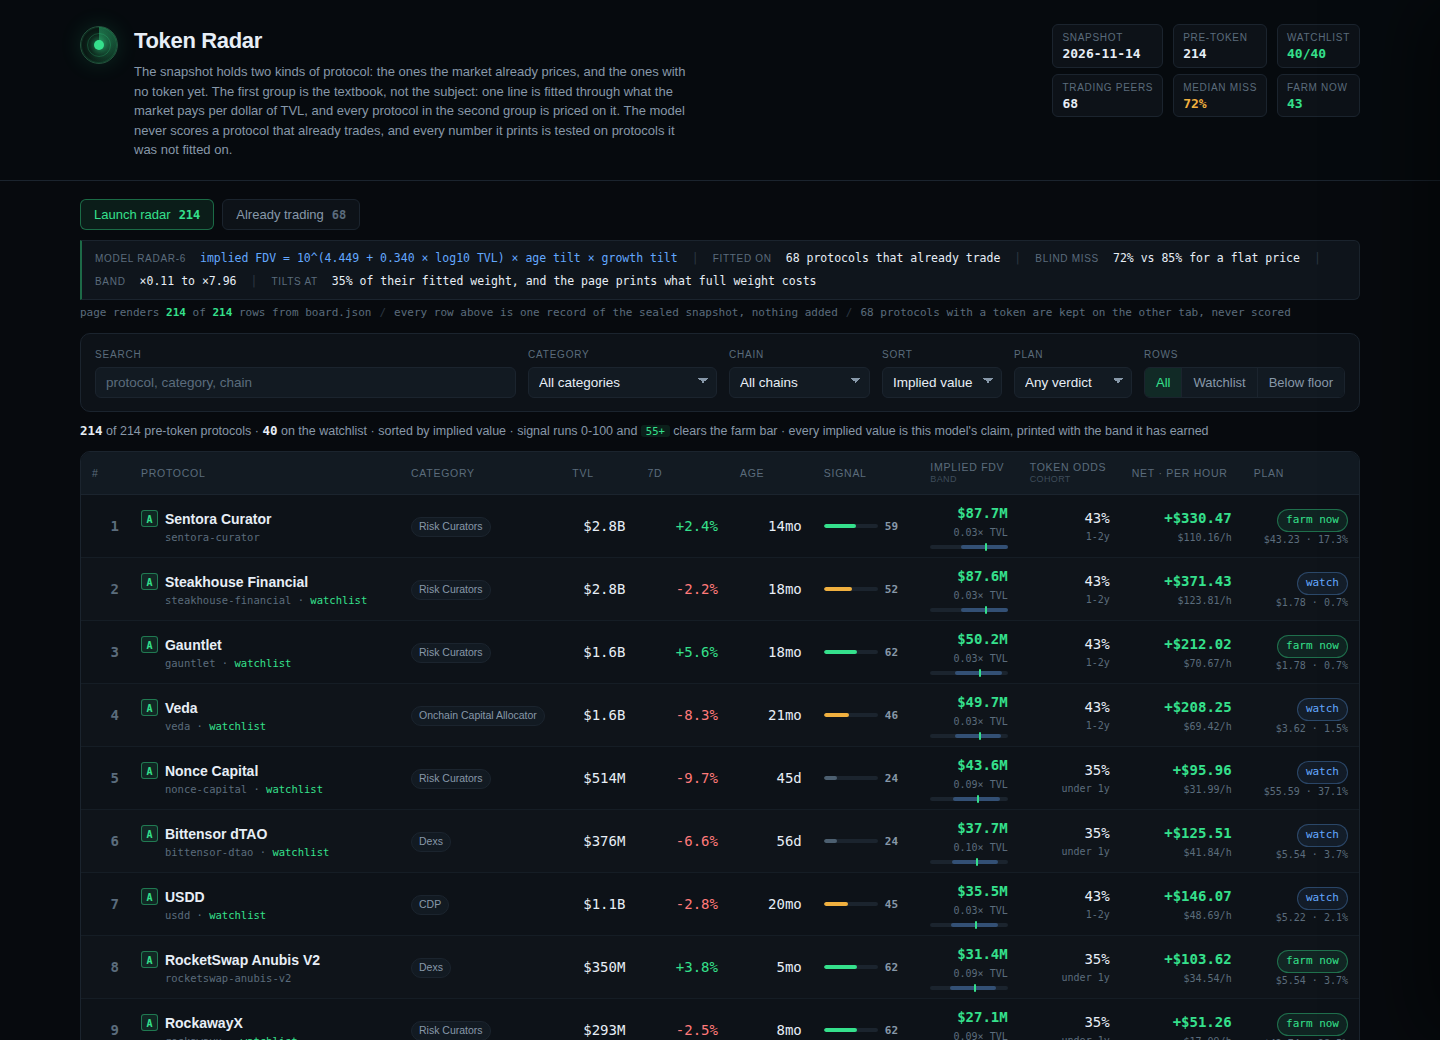 Token Radar
The snapshot holds two kinds of protocol: the ones the market already prices, and the ones with
no token yet. The first group is the textbook, not the subject: one line is fitted through what the
market pays per dollar of TVL, and every protocol in the second group is priced on it. The model
never scores a protocol that already trades, and every number it prints is tested on protocols it
was not fitted on.
SNAPSHOT
2026-11-14
PRE-TOKEN
214
WATCHLIST
40/40
TRADING PEERS
68
MEDIAN MISS
72%
FARM NOW
43
Launch radar 214
Already trading 68
MODEL RADAR-6 implied FDV = 10^(4.449 + 0.340 × log10 TVL) × age tilt × growth tilt | FITTED ON 68 protocols that already trade | BLIND MISS 72% vs 85% for a flat price |
BAND ×0.11 to ×7.96 | TILTS AT 35% of their fitted weight, and the page prints what full weight costs
page renders 214 of 214 rows from board.json / every row above is one record of the sealed snapshot, nothing added / 68 protocols with a token are kept on the other tab, never scored
SEARCH CATEGORY CHAIN SORT PLAN ROWS
protocol, category, chain All categories All chains Implied value Any verdict All Watchlist Below floor
214 of 214 pre-token protocols · 40 on the watchlist · sorted by implied value · signal runs 0-100 and 55+ clears the farm bar · every implied value is this model's claim, printed with the band it has earned
# PROTOCOL CATEGORY TVL 7D AGE SIGNAL IMPLIED FDV TOKEN ODDS NET · PER HOUR PLAN
BAND COHORT
1 A Sentora Curator Risk Curators $2.8B +2.4% 14mo 59 $87.7M 43% +$330.47 farm now
sentora-curator 0.03× TVL 1-2y $110.16/h $43.23 · 17.3%
2 A Steakhouse Financial Risk Curators $2.8B -2.2% 18mo 52 $87.6M 43% +$371.43 watch
steakhouse-financial · watchlist 0.03× TVL 1-2y $123.81/h $1.78 · 0.7%
3 A Gauntlet Risk Curators $1.6B +5.6% 18mo 62 $50.2M 43% +$212.02 farm now
gauntlet · watchlist 0.03× TVL 1-2y $70.67/h $1.78 · 0.7%
4 A Veda Onchain Capital Allocator $1.6B -8.3% 21mo 46 $49.7M 43% +$208.25 watch
veda · watchlist 0.03× TVL 1-2y $69.42/h $3.62 · 1.5%
5 A Nonce Capital Risk Curators $514M -9.7% 45d 24 $43.6M 35% +$95.96 watch
nonce-capital · watchlist 0.09× TVL under 1y $31.99/h $55.59 · 37.1%
6 A Bittensor dTAO Dexs $376M -6.6% 56d 24 $37.7M 35% +$125.51 watch
bittensor-dtao · watchlist 0.10× TVL under 1y $41.84/h $5.54 · 3.7%
7 A USDD CDP $1.1B -2.8% 20mo 45 $35.5M 43% +$146.07 watch
usdd · watchlist 0.03× TVL 1-2y $48.69/h $5.22 · 2.1%
8 A RocketSwap Anubis V2 Dexs $350M +3.8% 5mo 62 $31.4M 35% +$103.62 farm now
rocketswap-anubis-v2 0.09× TVL under 1y $34.54/h $5.54 · 3.7%
9 A RockawayX Risk Curators $293M -2.5% 8mo 62 $27.1M 35% +$51.26 farm now